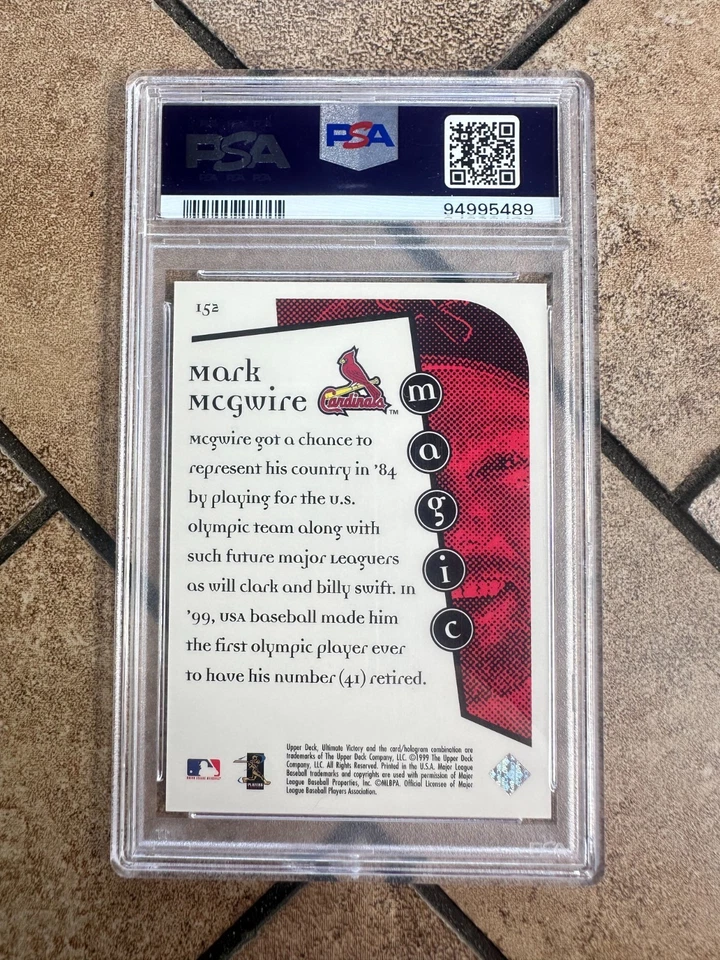 PSA
PSA
94995489
152
Mark
McGwire
Cardinals
TM
McGwire got a chance to
represent his country in '84
by playing for the U.S.
Olympic team along with
such future major leaguers
as Will Clark and Billy Swift. In
'99, USA Baseball made him
the first Olympic player ever
to have his number (41) retired.
m
a
g
i
c
Upper Deck, Ultimate Victory and the card/hologram combination are
trademarks of The Upper Deck Company, LLC. ©1999 The Upper Deck
Company, LLC. All Rights Reserved. Printed in the U.S.A. Major League
Baseball trademarks and copyrights are used with permission of Major
League Baseball Properties, Inc. ©MLBPA. Official Licensee of Major
League Baseball Players Association.